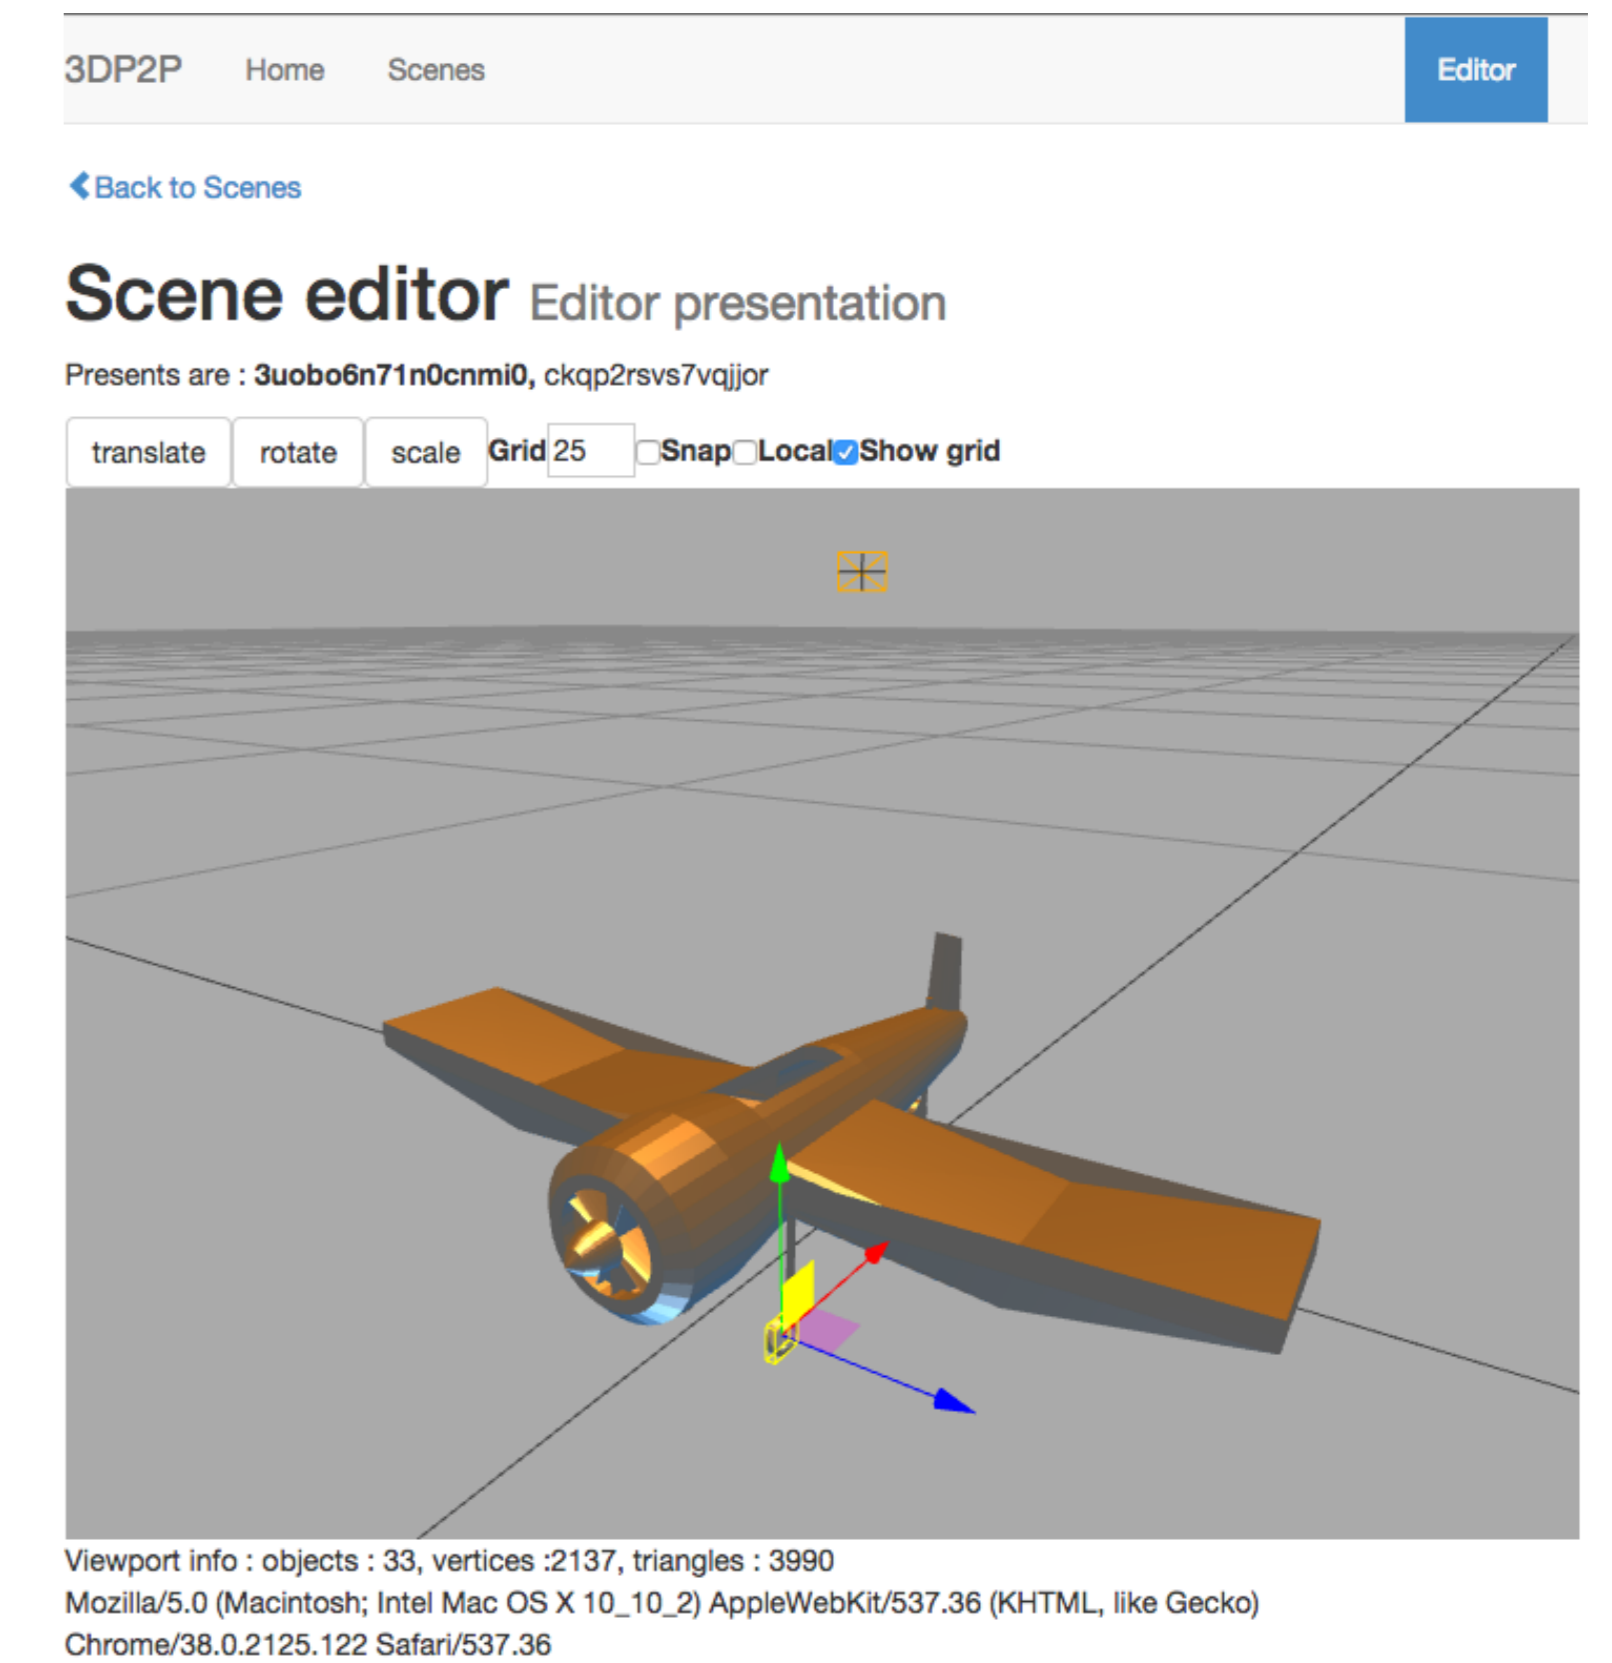 3DP2P Home Scenes Editor
Back to Scenes
Scene editor Editor presentation
Presents are : 3uobo6n71n0cnmi0, ckqp2rsvs7vqjjor
translate rotate scale Grid 25 Snap Local Show grid
Viewport info : objects : 33, vertices :2137, triangles : 3990
Mozilla/5.0 (Macintosh; Intel Mac OS X 10_10_2) AppleWebKit/537.36 (KHTML, like Gecko)
Chrome/38.0.2125.122 Safari/537.36